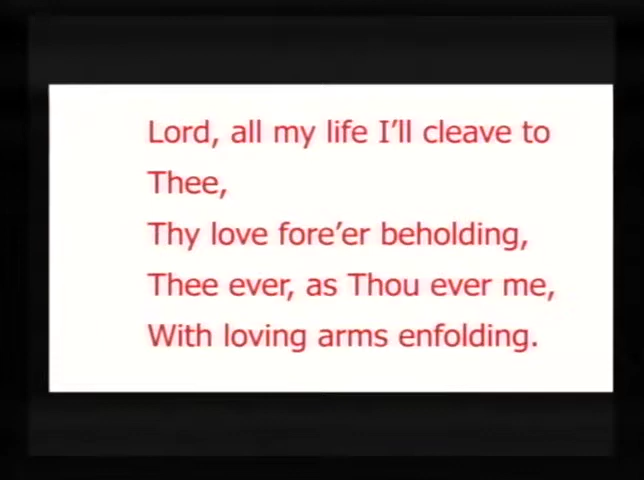 Lord, all my life I'll cleave to
Thee,
Thy love fore'er beholding,
Thee ever, as Thou ever me,
With loving arms enfolding.